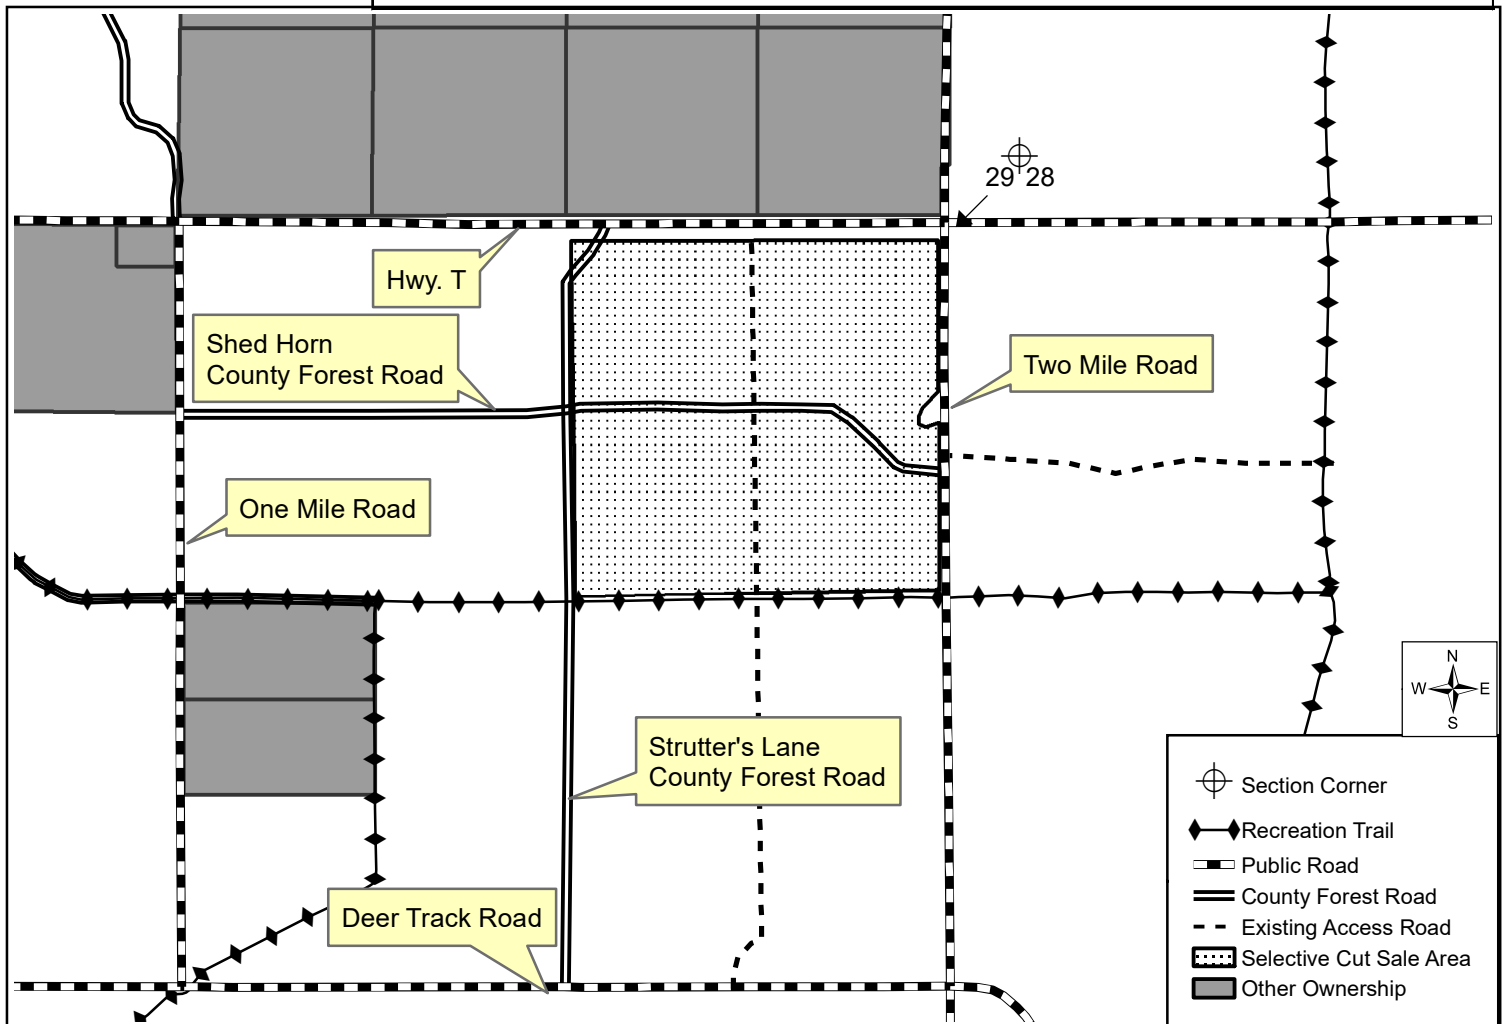 29 28
Hwy. T
Shed Horn
County Forest Road
Two Mile Road
One Mile Road
N
W E
S
Strutter's Lane
County Forest Road
Deer Track Road
Section Corner
Recreation Trail
Public Road
County Forest Road
Existing Access Road
Selective Cut Sale Area
Other Ownership